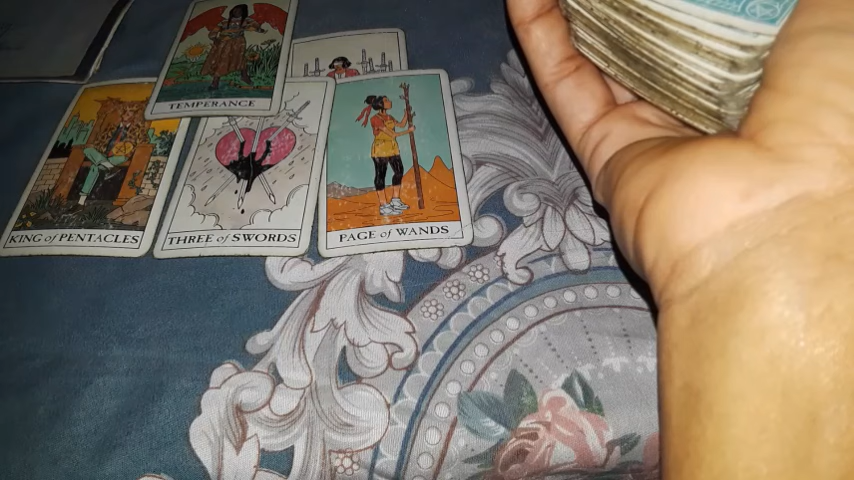 TEMPERANCE
KING of PENTACLES
THREE of SWORDS
PAGE of WANDS